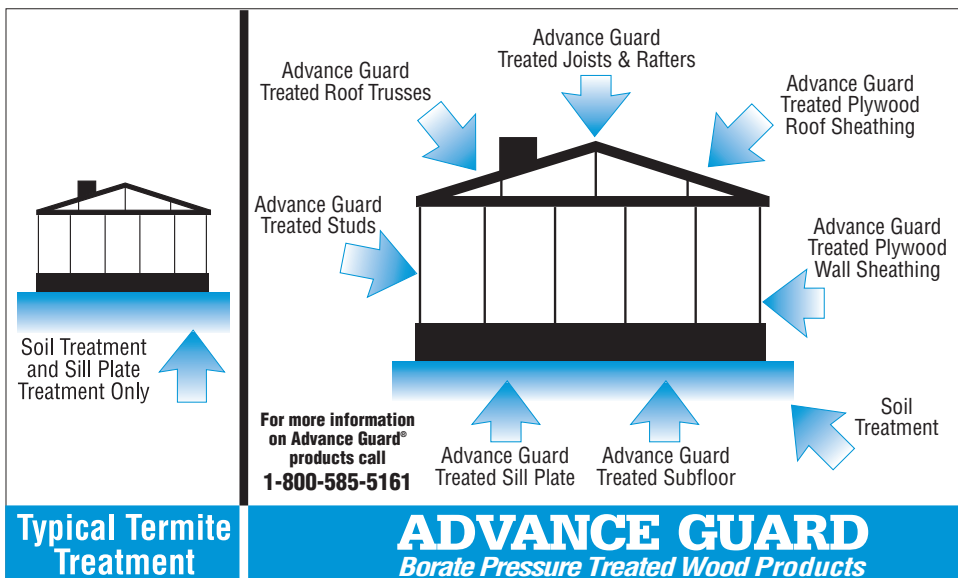 Soil Treatment
and Sill Plate
Treatment Only
Typical Termite
Treatment
Advance Guard
Treated Joists & Rafters
Advance Guard
Treated Roof Trusses
Advance Guard
Treated Plywood
Roof Sheathing
Advance Guard
Treated Studs
Advance Guard
Treated Plywood
Wall Sheathing
For more information
on Advance Guard®
products call
1-800-585-5161
Advance Guard
Treated Sill Plate
Advance Guard
Treated Subfloor
Soil
Treatment
ADVANCE GUARD
Borate Pressure Treated Wood Products